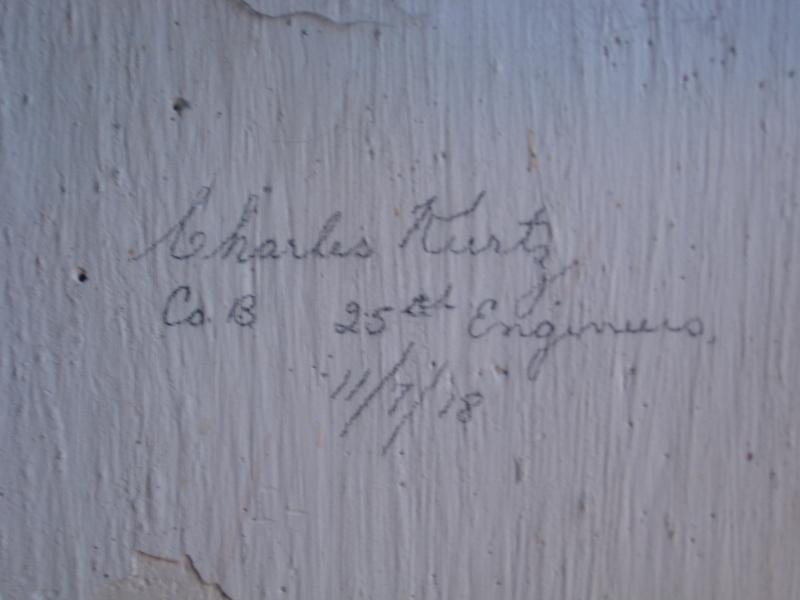 Charles Kurtz
Co. B 25th Engineers.
11/7/18